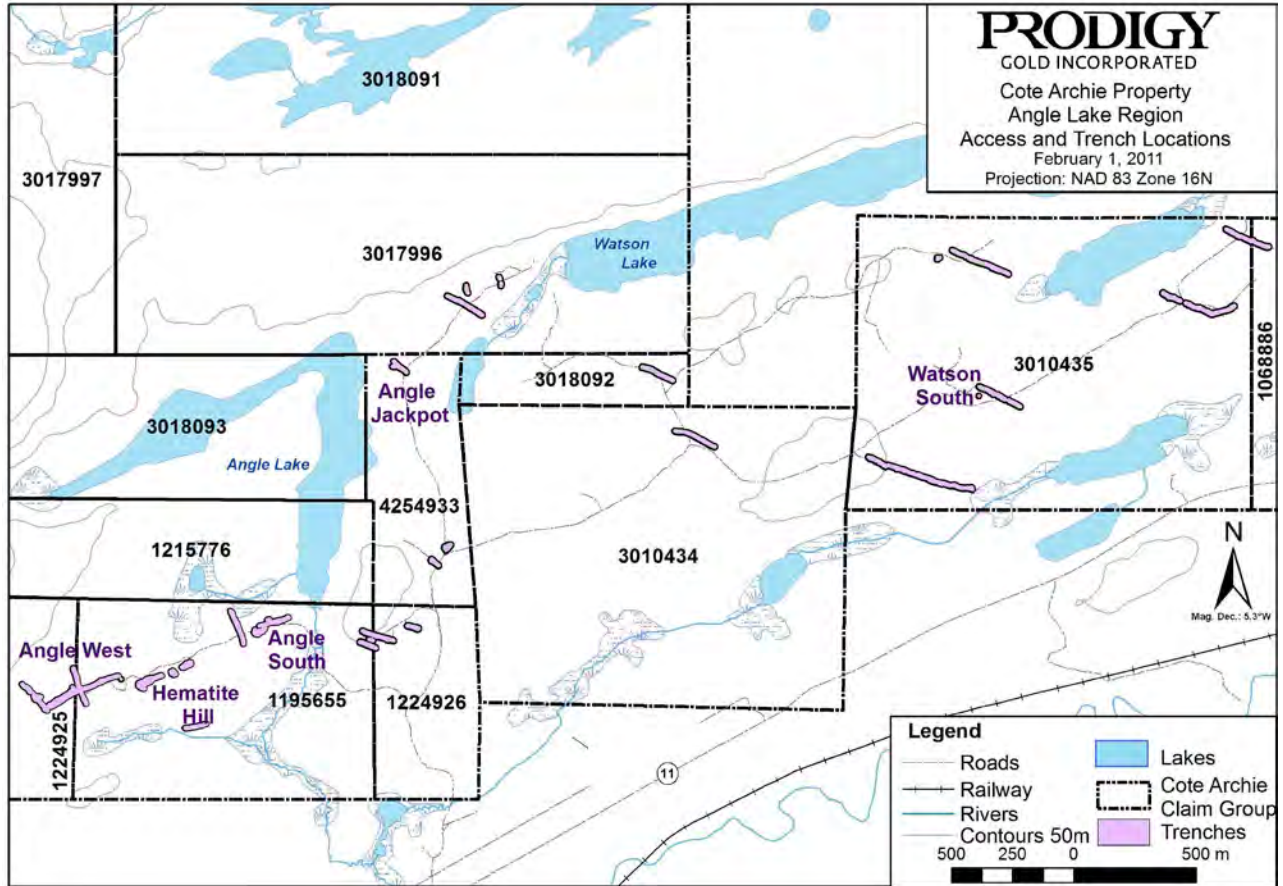 PRODIGY
GOLD INCORPORATED
Cote Archie Property
Angle Lake Region
Access and Trench Locations
February 1, 2011
Projection: NAD 83 Zone 16N
3018091
3017997
3017996
Watson
Lake
3010435
1068886
Watson
South
3018092
Angle
Jackpot
3018093
Angle Lake
4254933
1215776
3010434
N
Mag. Dec.: 5.3°W
Angle West
Angle
South
Hematite
Hill
1195655
1224926
1224925
11
Legend
Roads
Railway
Rivers
Contours 50m
Lakes
Cote Archie
Claim Group
Trenches
500 250 0 500 m